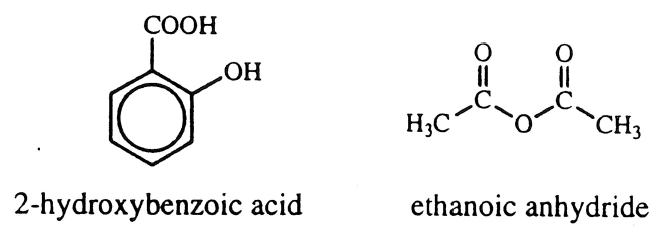 COOH
OH
O O
C C
H₃C O CH₃
2-hydroxybenzoic acid
ethanoic anhydride